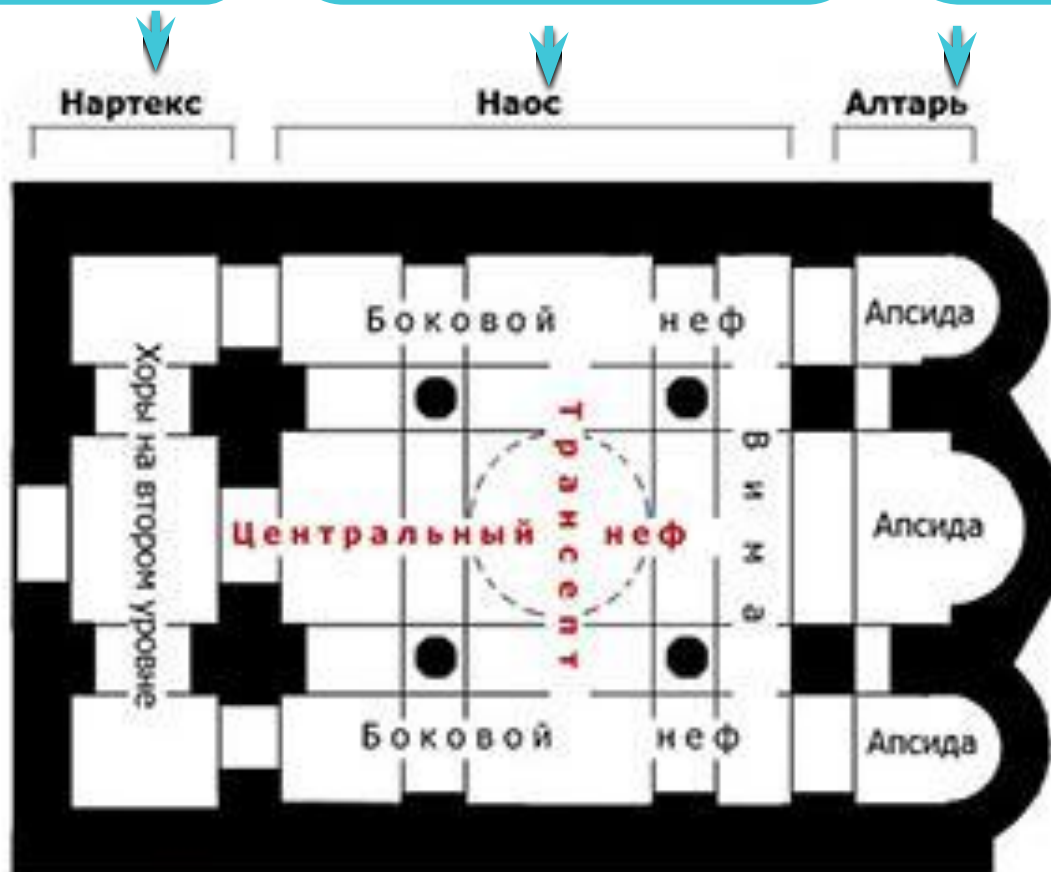 Нартекс
Наос
Алтарь
Боковой неф
Апсида
Хоры на втором уровне
Трансепт
Вима
Центральный неф
Апсида
Боковой неф
Апсида